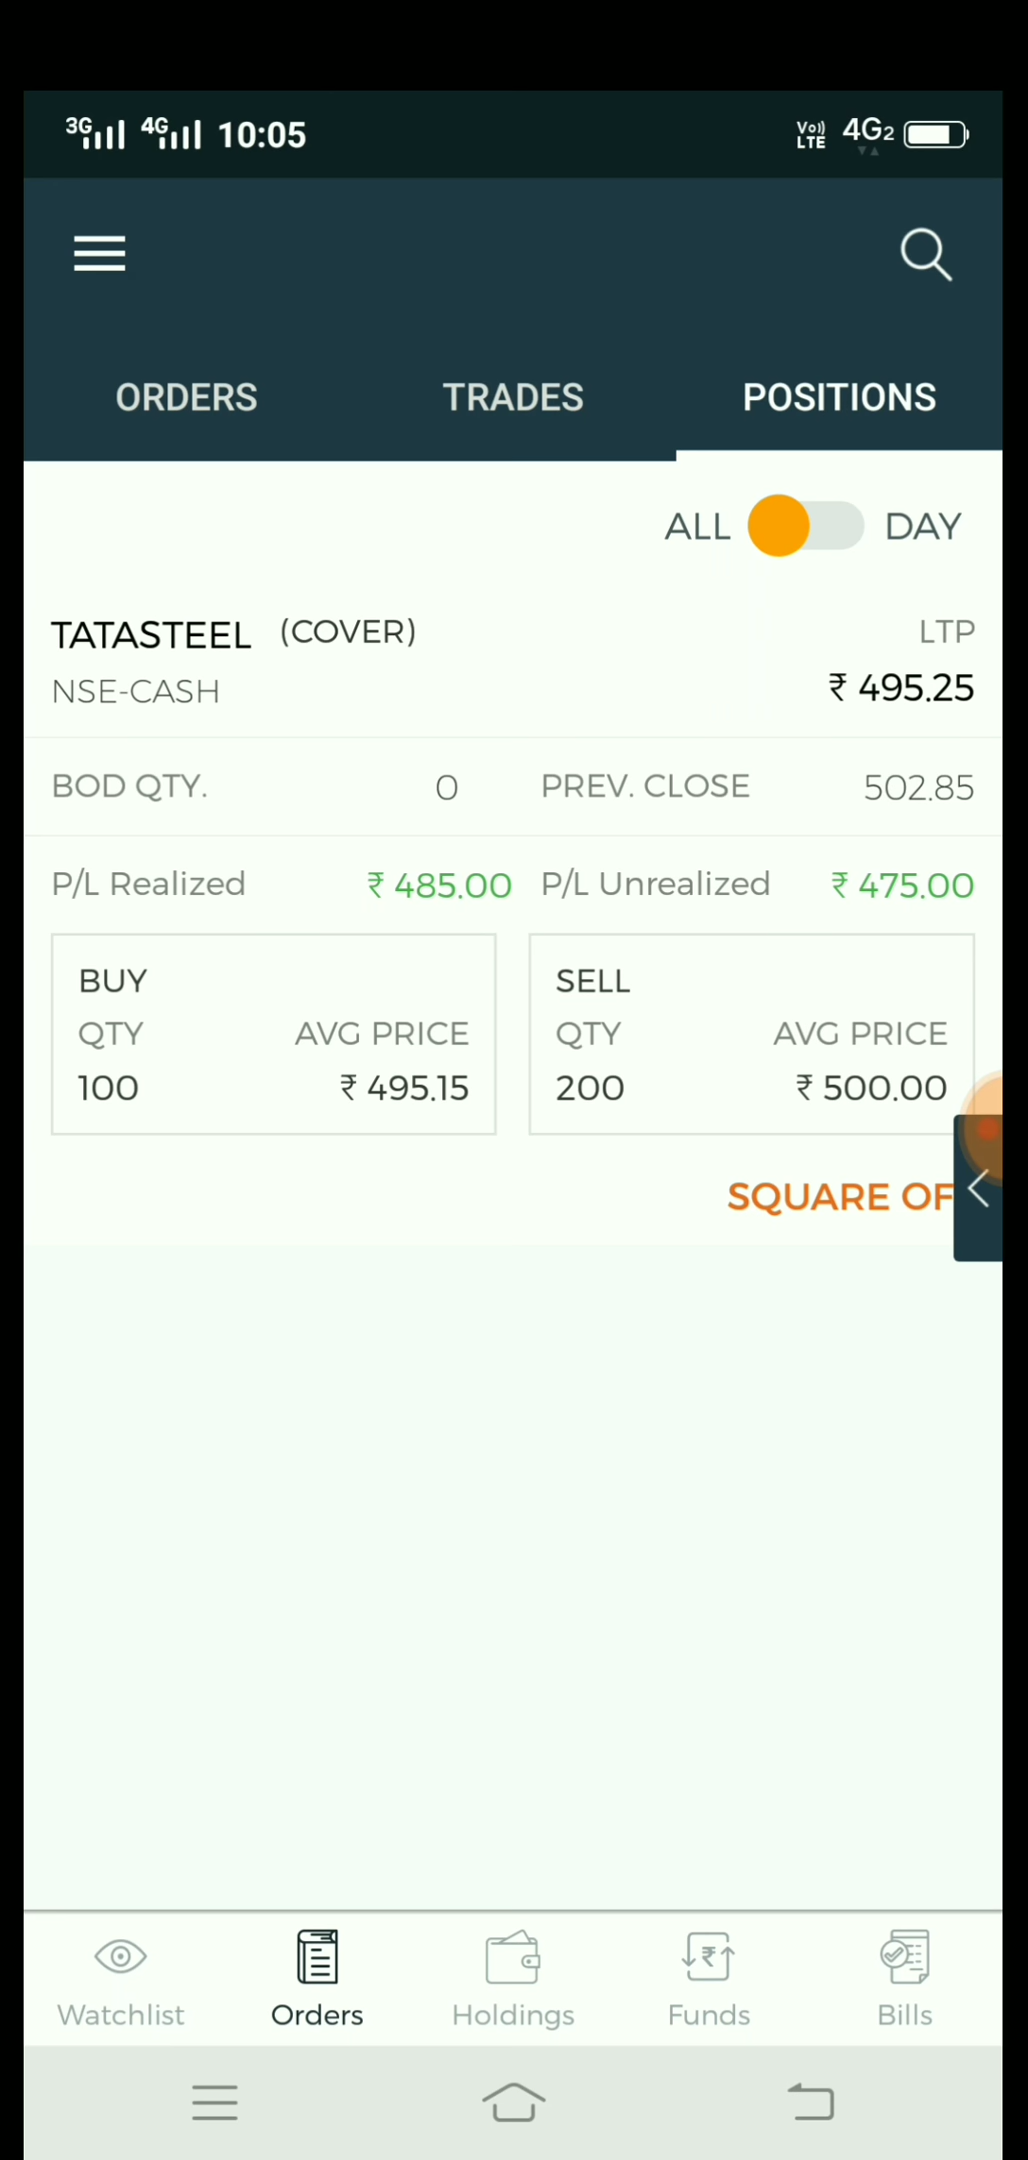 3G 4G 10:05 Vo)) LTE 4G2
ORDERS TRADES POSITIONS
ALL DAY
TATASTEEL (COVER) LTP
NSE-CASH ₹ 495.25
BOD QTY. 0 PREV. CLOSE 502.85
P/L Realized ₹ 485.00 P/L Unrealized ₹ 475.00
BUY SELL
QTY AVG PRICE QTY AVG PRICE
100 ₹ 495.15 200 ₹ 500.00
SQUARE OF
Watchlist Orders Holdings Funds Bills